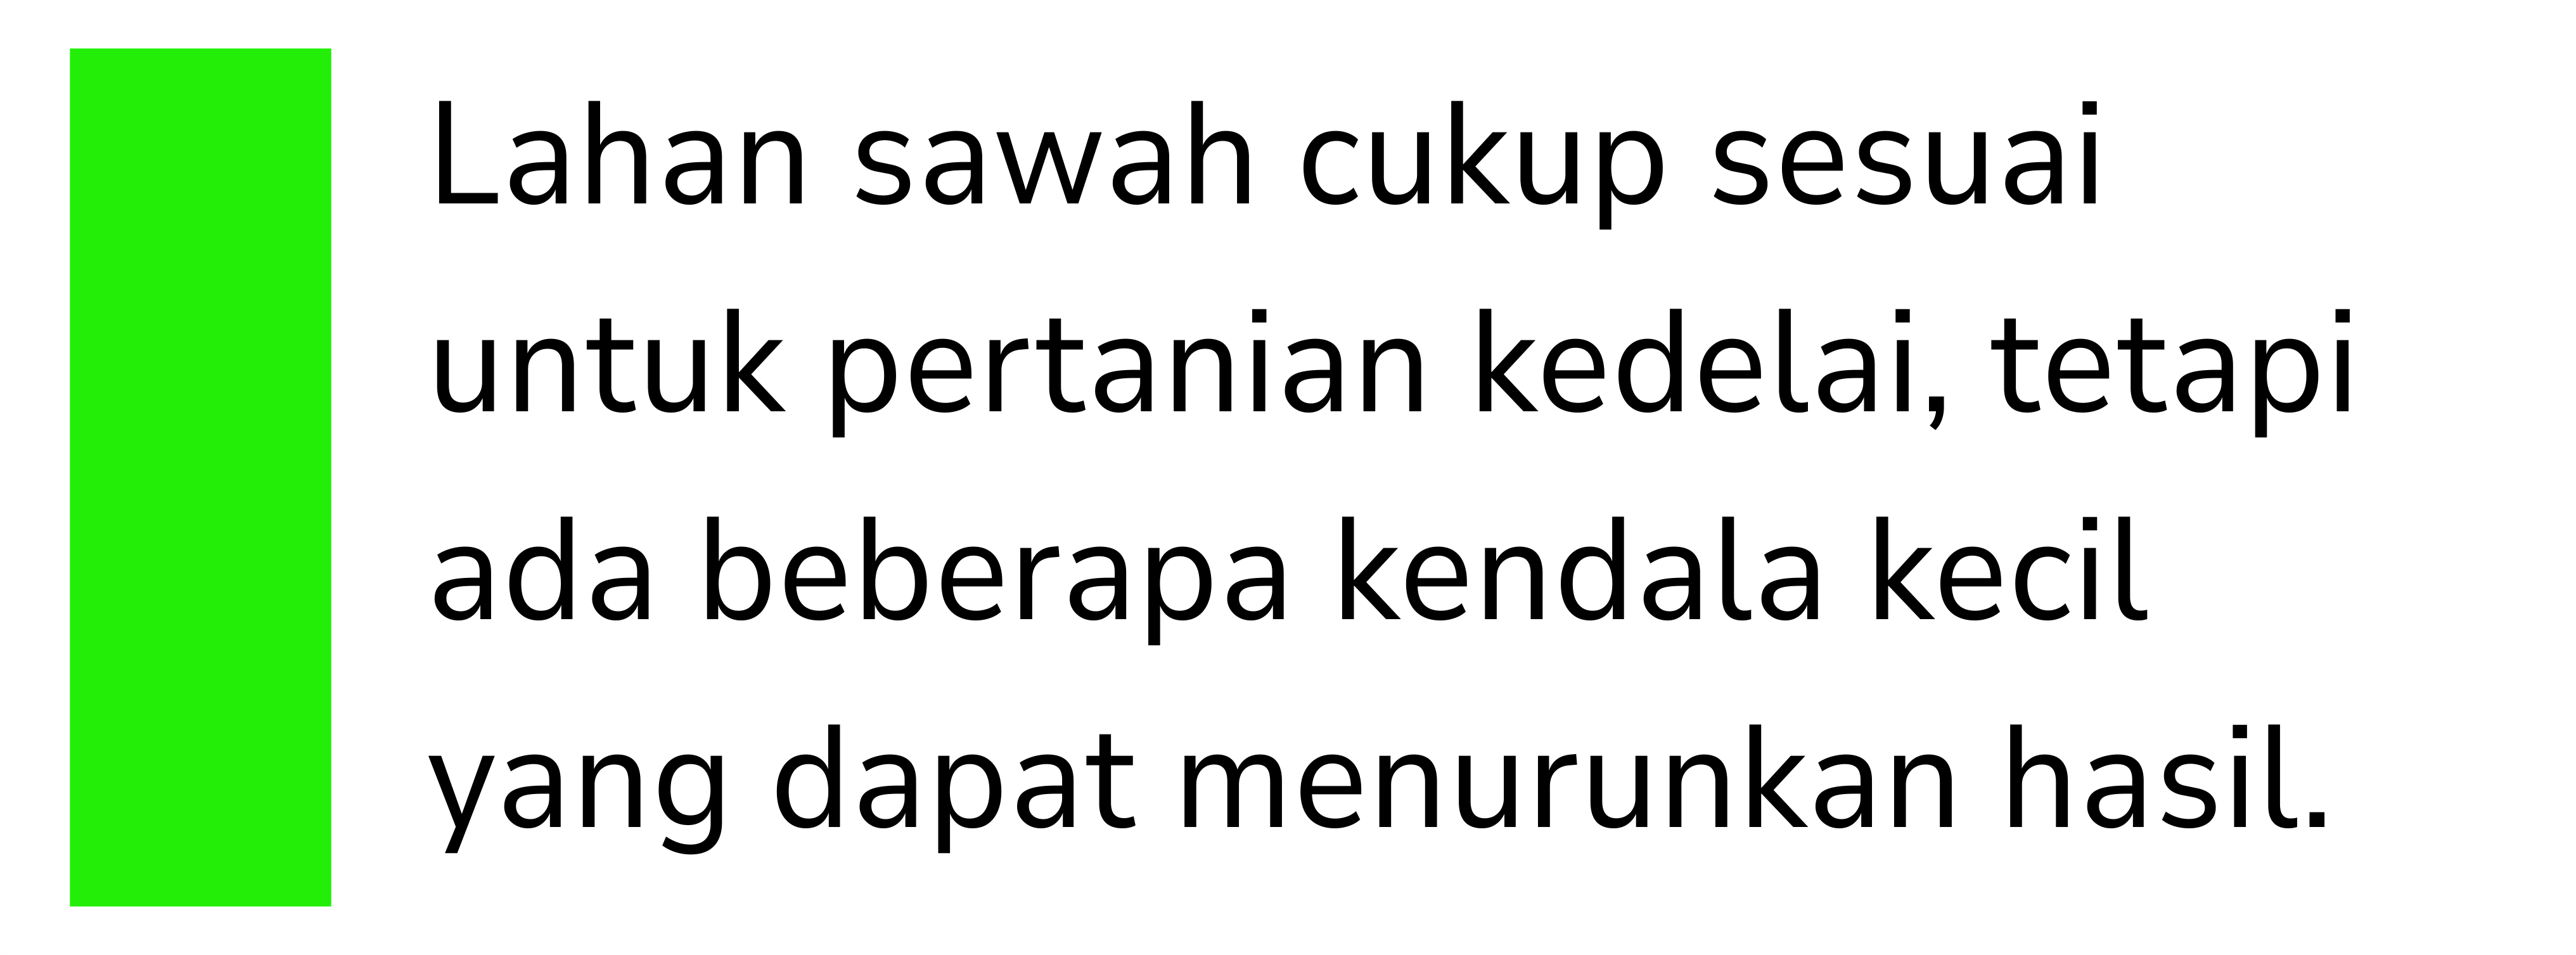 Lahan sawah cukup sesuai
untuk pertanian kedelai, tetapi
ada beberapa kendala kecil
yang dapat menurunkan hasil.